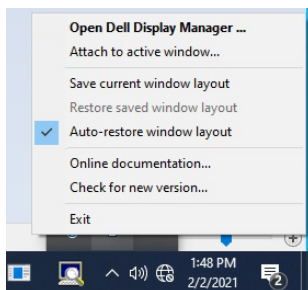 Open Dell Display Manager ...
Attach to active window...
Save current window layout
Restore saved window layout
Auto-restore window layout
Online documentation...
Check for new version...
Exit
1:48 PM
2/2/2021
2